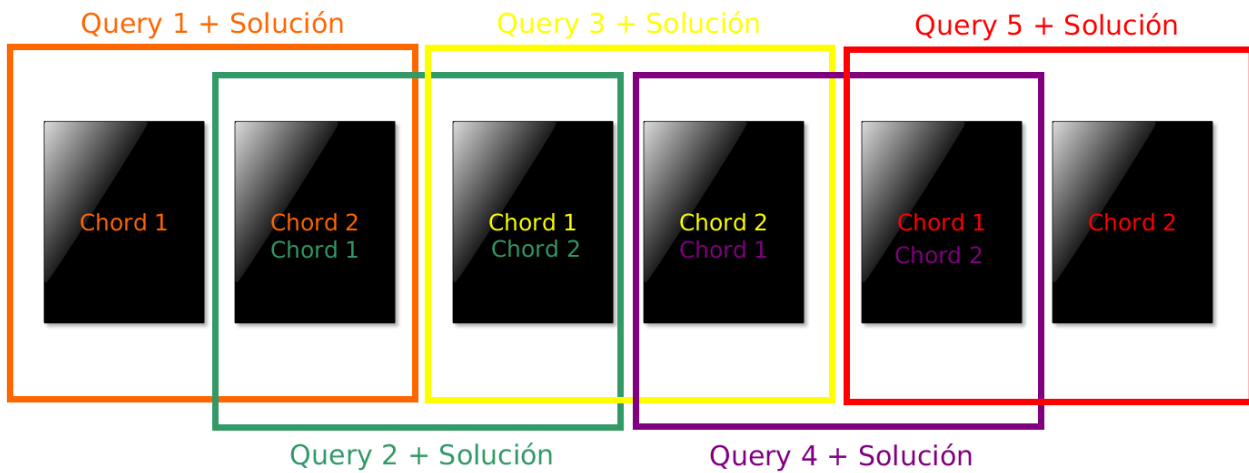 Query 1 + Solución
Query 3 + Solución
Query 5 + Solución
Chord 1
Chord 2
Chord 1
Chord 1
Chord 2
Chord 2
Chord 1
Chord 1
Chord 2
Chord 2
Query 2 + Solución
Query 4 + Solución